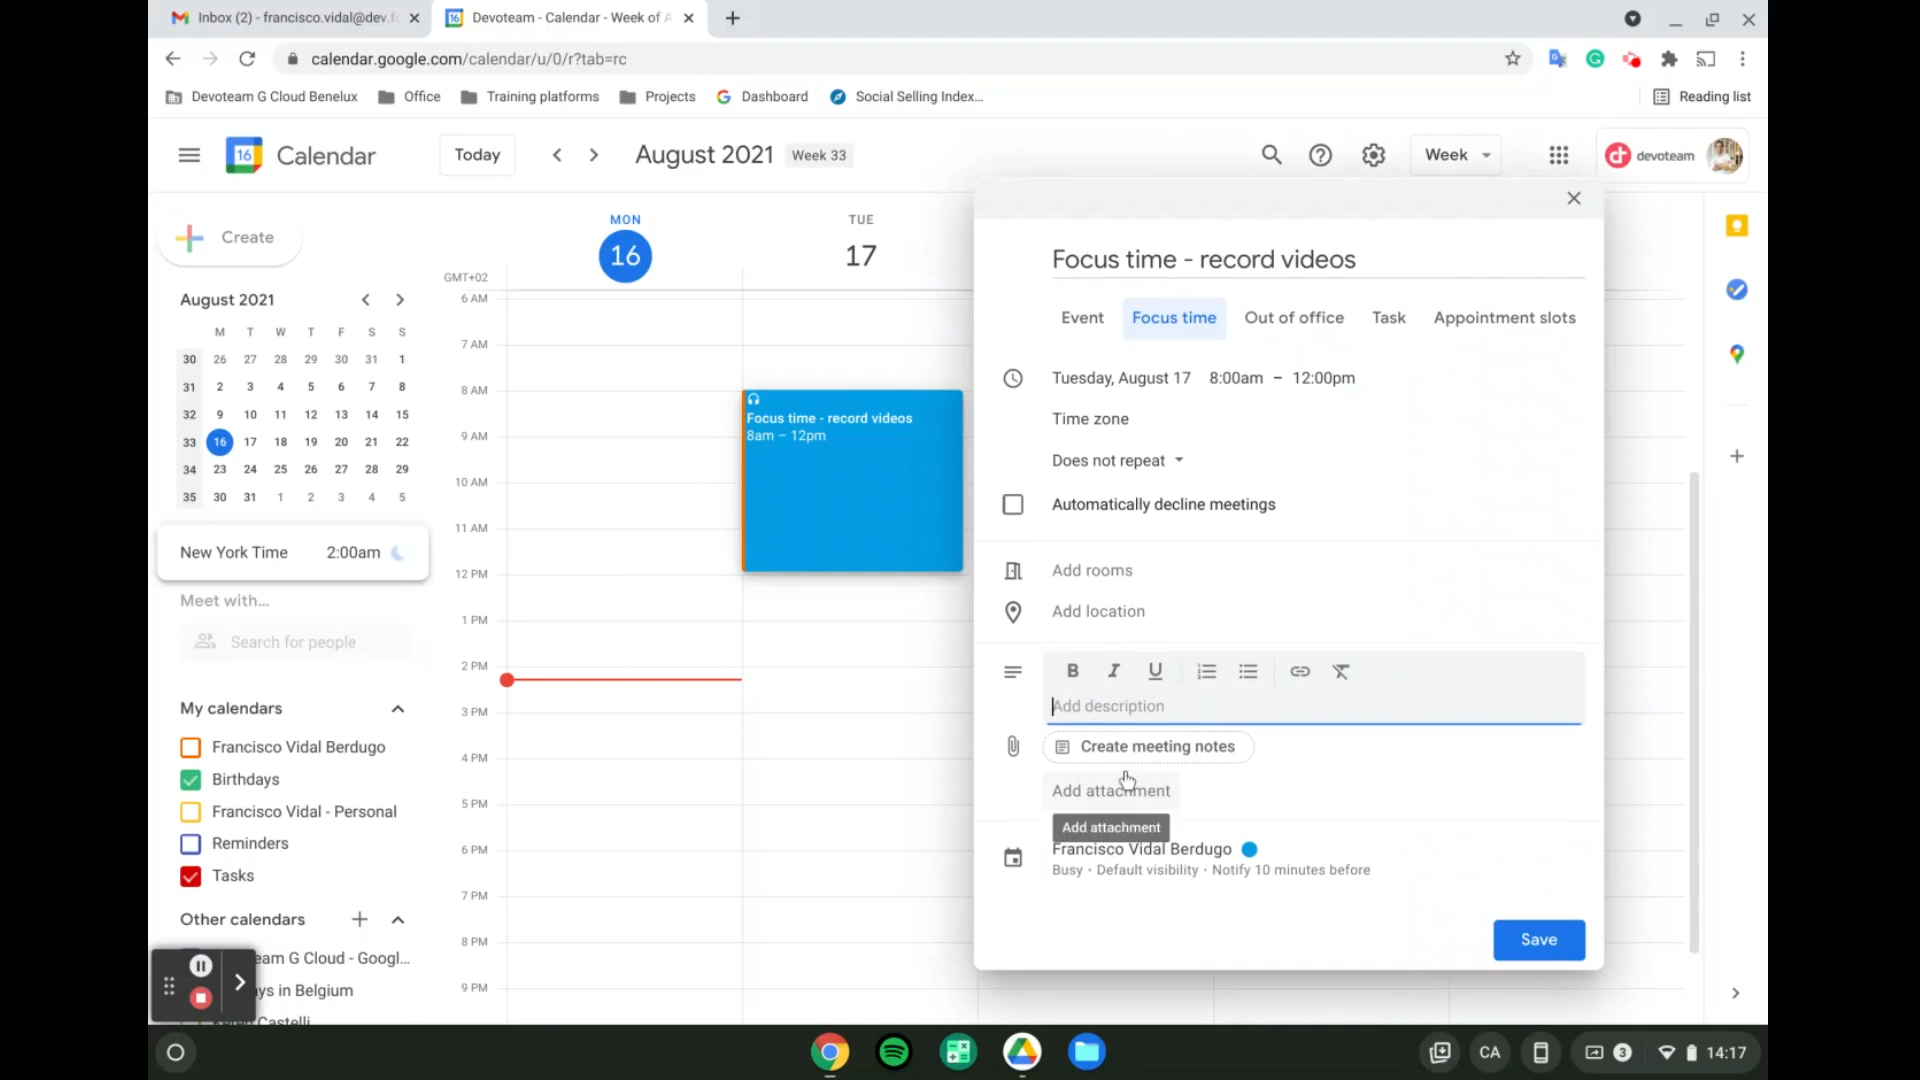 Inbox (2) - francisco.vidal@dev.f
Devoteam - Calendar - Week of A
calendar.google.com/calendar/u/0/r?tab=rc
Devoteam G Cloud Benelux
Office
Training platforms
Projects
Dashboard
Social Selling Index...
Reading list
16
Calendar
Today
August 2021
Week 33
Week
devoteam
Create
August 2021
M T W T F S S
30 26 27 28 29 30 31 1
31 2 3 4 5 6 7 8
32 9 10 11 12 13 14 15
33 16 17 18 19 20 21 22
34 23 24 25 26 27 28 29
35 30 31 1 2 3 4 5
New York Time 2:00am
Meet with...
Search for people
My calendars
Francisco Vidal Berdugo
Birthdays
Francisco Vidal - Personal
Reminders
Tasks
Other calendars
eam G Cloud - Googl...
ys in Belgium
Castelli
MON
16
TUE
17
GMT+02
6 AM
7 AM
8 AM
9 AM
10 AM
11 AM
12 PM
1 PM
2 PM
3 PM
4 PM
5 PM
6 PM
7 PM
8 PM
9 PM
Focus time - record videos
8am – 12pm
Focus time - record videos
Event
Focus time
Out of office
Task
Appointment slots
Tuesday, August 17 8:00am – 12:00pm
Time zone
Does not repeat
Automatically decline meetings
Add rooms
Add location
B I U
Add description
Create meeting notes
Add attachment
Add attachment
Francisco Vidal Berdugo
Busy · Default visibility · Notify 10 minutes before
Save
CA
3
14:17